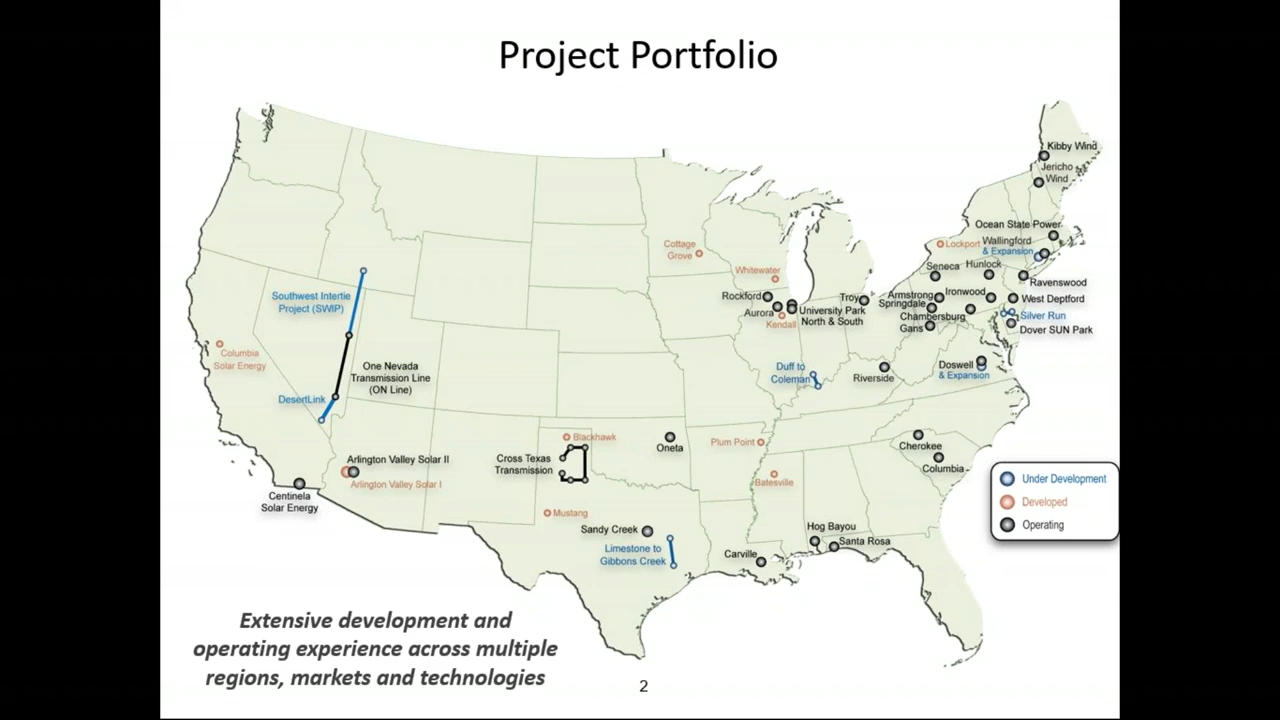 Project Portfolio
Kibby Wind
Jericho
Wind
Ocean State Power
Wallingford
& Expansion
Lockport
Cottage
Grove
Seneca
Hunlock
Whitewater
Ravenswood
Southwest Intertie
Project (SWIP)
Rockford
Troy
Armstrong
Ironwood
West Deptford
Springdale
Aurora
University Park
North & South
Kendall
Chambersburg
Silver Run
Gans
Dover SUN Park
Columbia
Solar Energy
One Nevada
Transmission Line
(ON Line)
Duff to
Coleman
Riverside
Doswell
& Expansion
DesertLink
Blackhawk
Oneta
Plum Point
Cherokee
Arlington Valley Solar II
Cross Texas
Transmission
Columbia
Arlington Valley Solar I
Batesville
Centinela
Solar Energy
Under Development
Developed
Operating
Mustang
Sandy Creek
Hog Bayou
Santa Rosa
Limestone to
Gibbons Creek
Carville
Extensive development and
operating experience across multiple
regions, markets and technologies
2